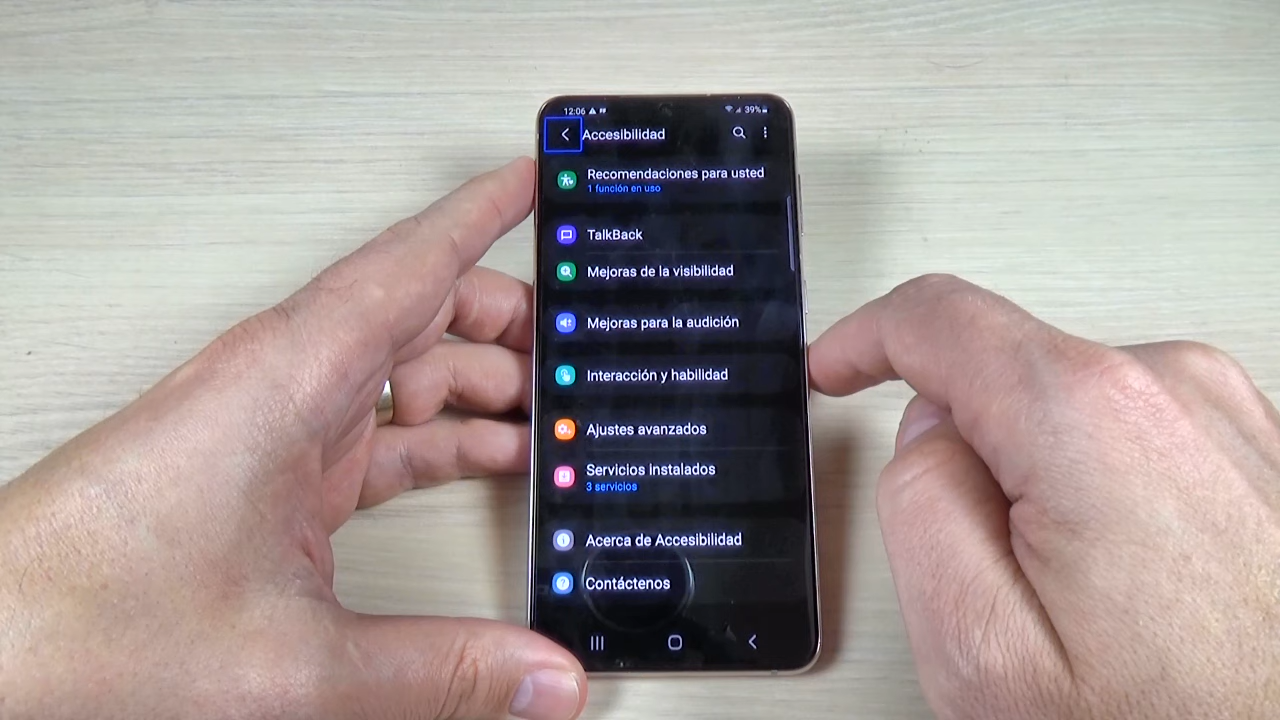 12:06
39%
Accesibilidad
Recomendaciones para usted
1 función en uso
TalkBack
Mejoras de la visibilidad
Mejoras para la audición
Interacción y habilidad
Ajustes avanzados
Servicios instalados
3 servicios
Acerca de Accesibilidad
Contáctenos